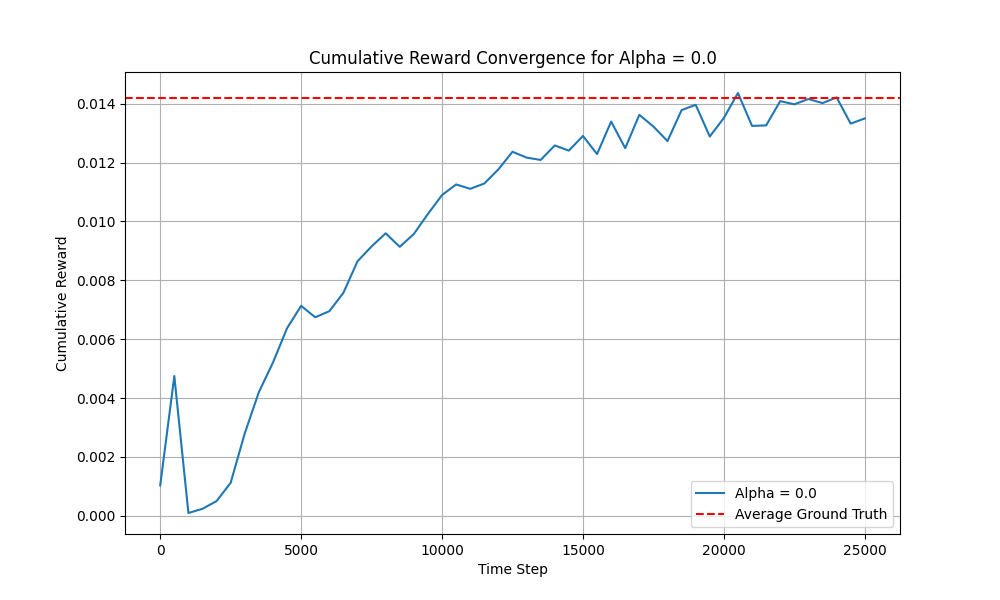 Cumulative Reward Convergence for Alpha = 0.0
Cumulative Reward
0.014
0.012
0.010
0.008
0.006
0.004
0.002
0.000
Alpha = 0.0
Average Ground Truth
0
5000
10000
15000
20000
25000
Time Step